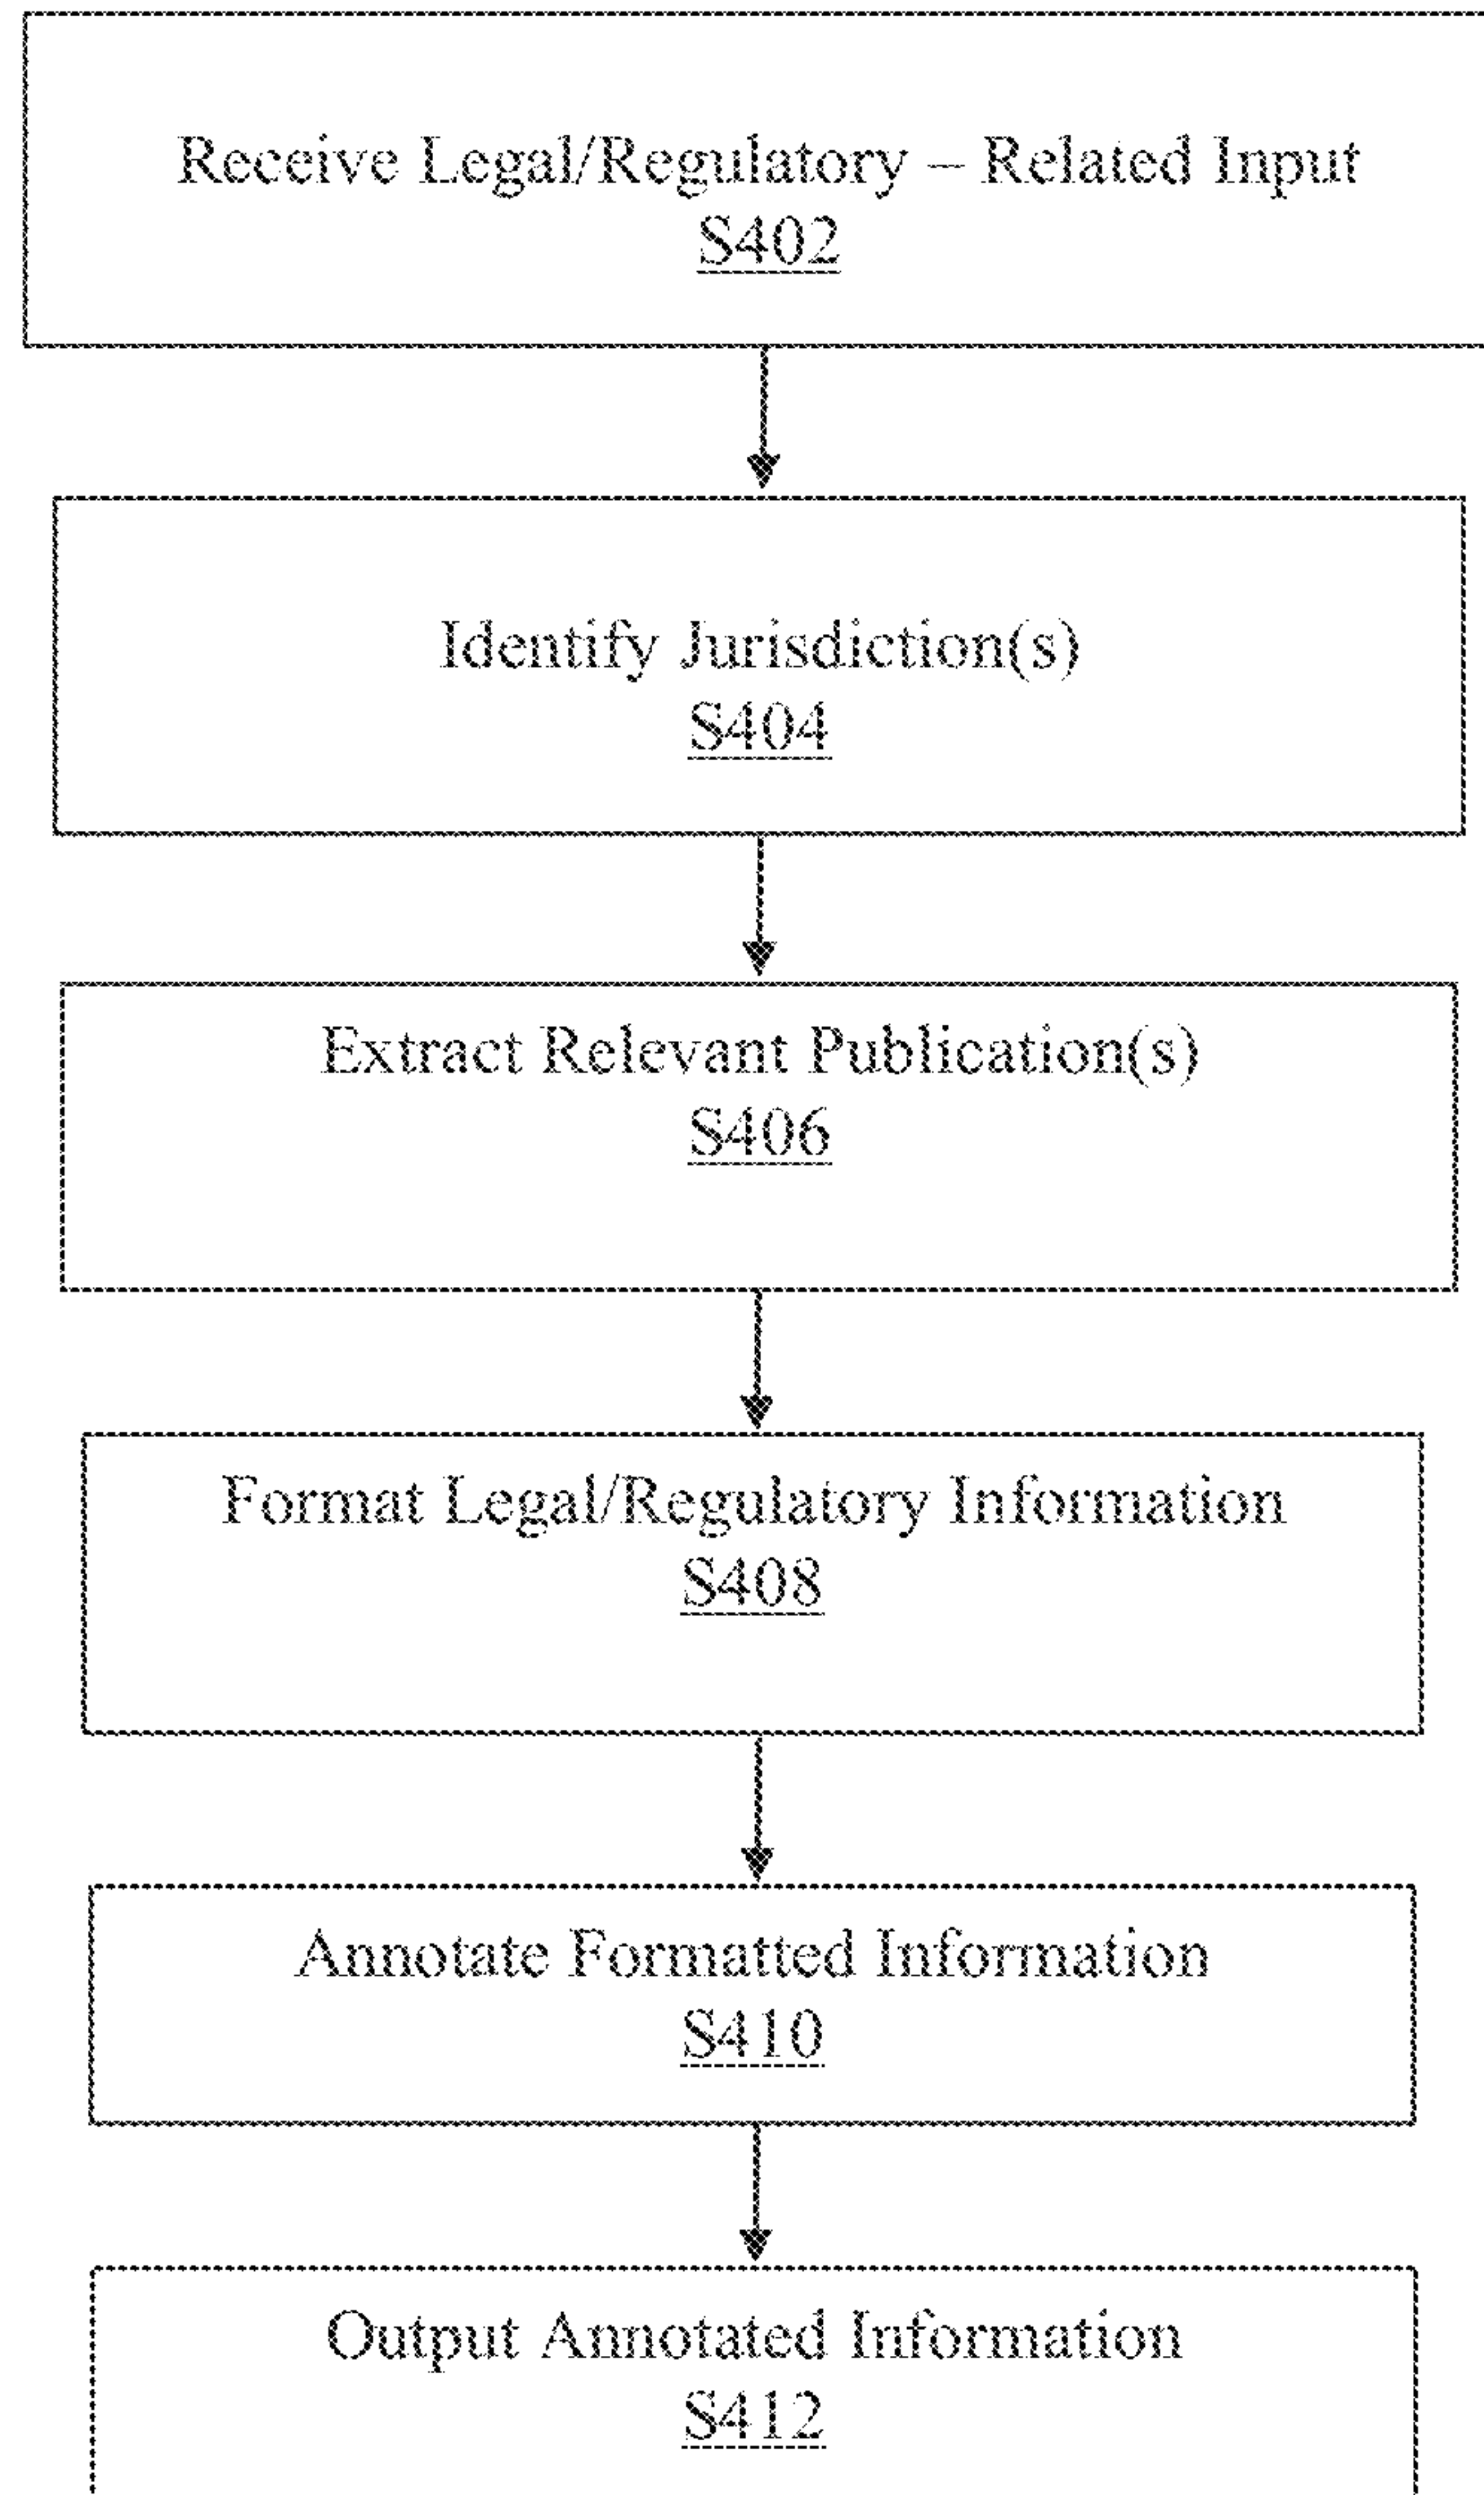 Receive Legal/Regulatory – Related Input
S402
Identify Jurisdiction(s)
S404
Extract Relevant Publication(s)
S406
Format Legal/Regulatory Information
S408
Annotate Formatted Information
S410
Output Annotated Information
S412